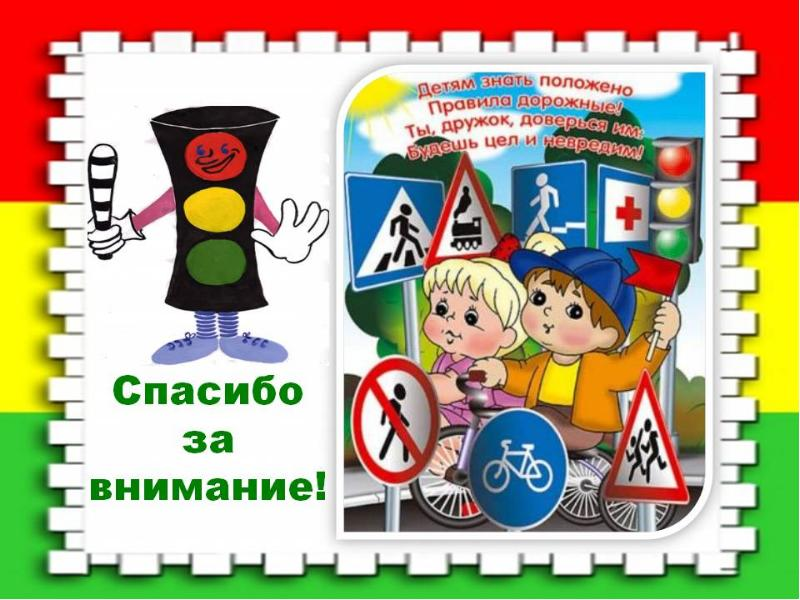 Детям знать положено
Правила дорожные!
Ты, дружок, доверься им:
Будешь цел и невредим!
Спасибо
за
внимание!